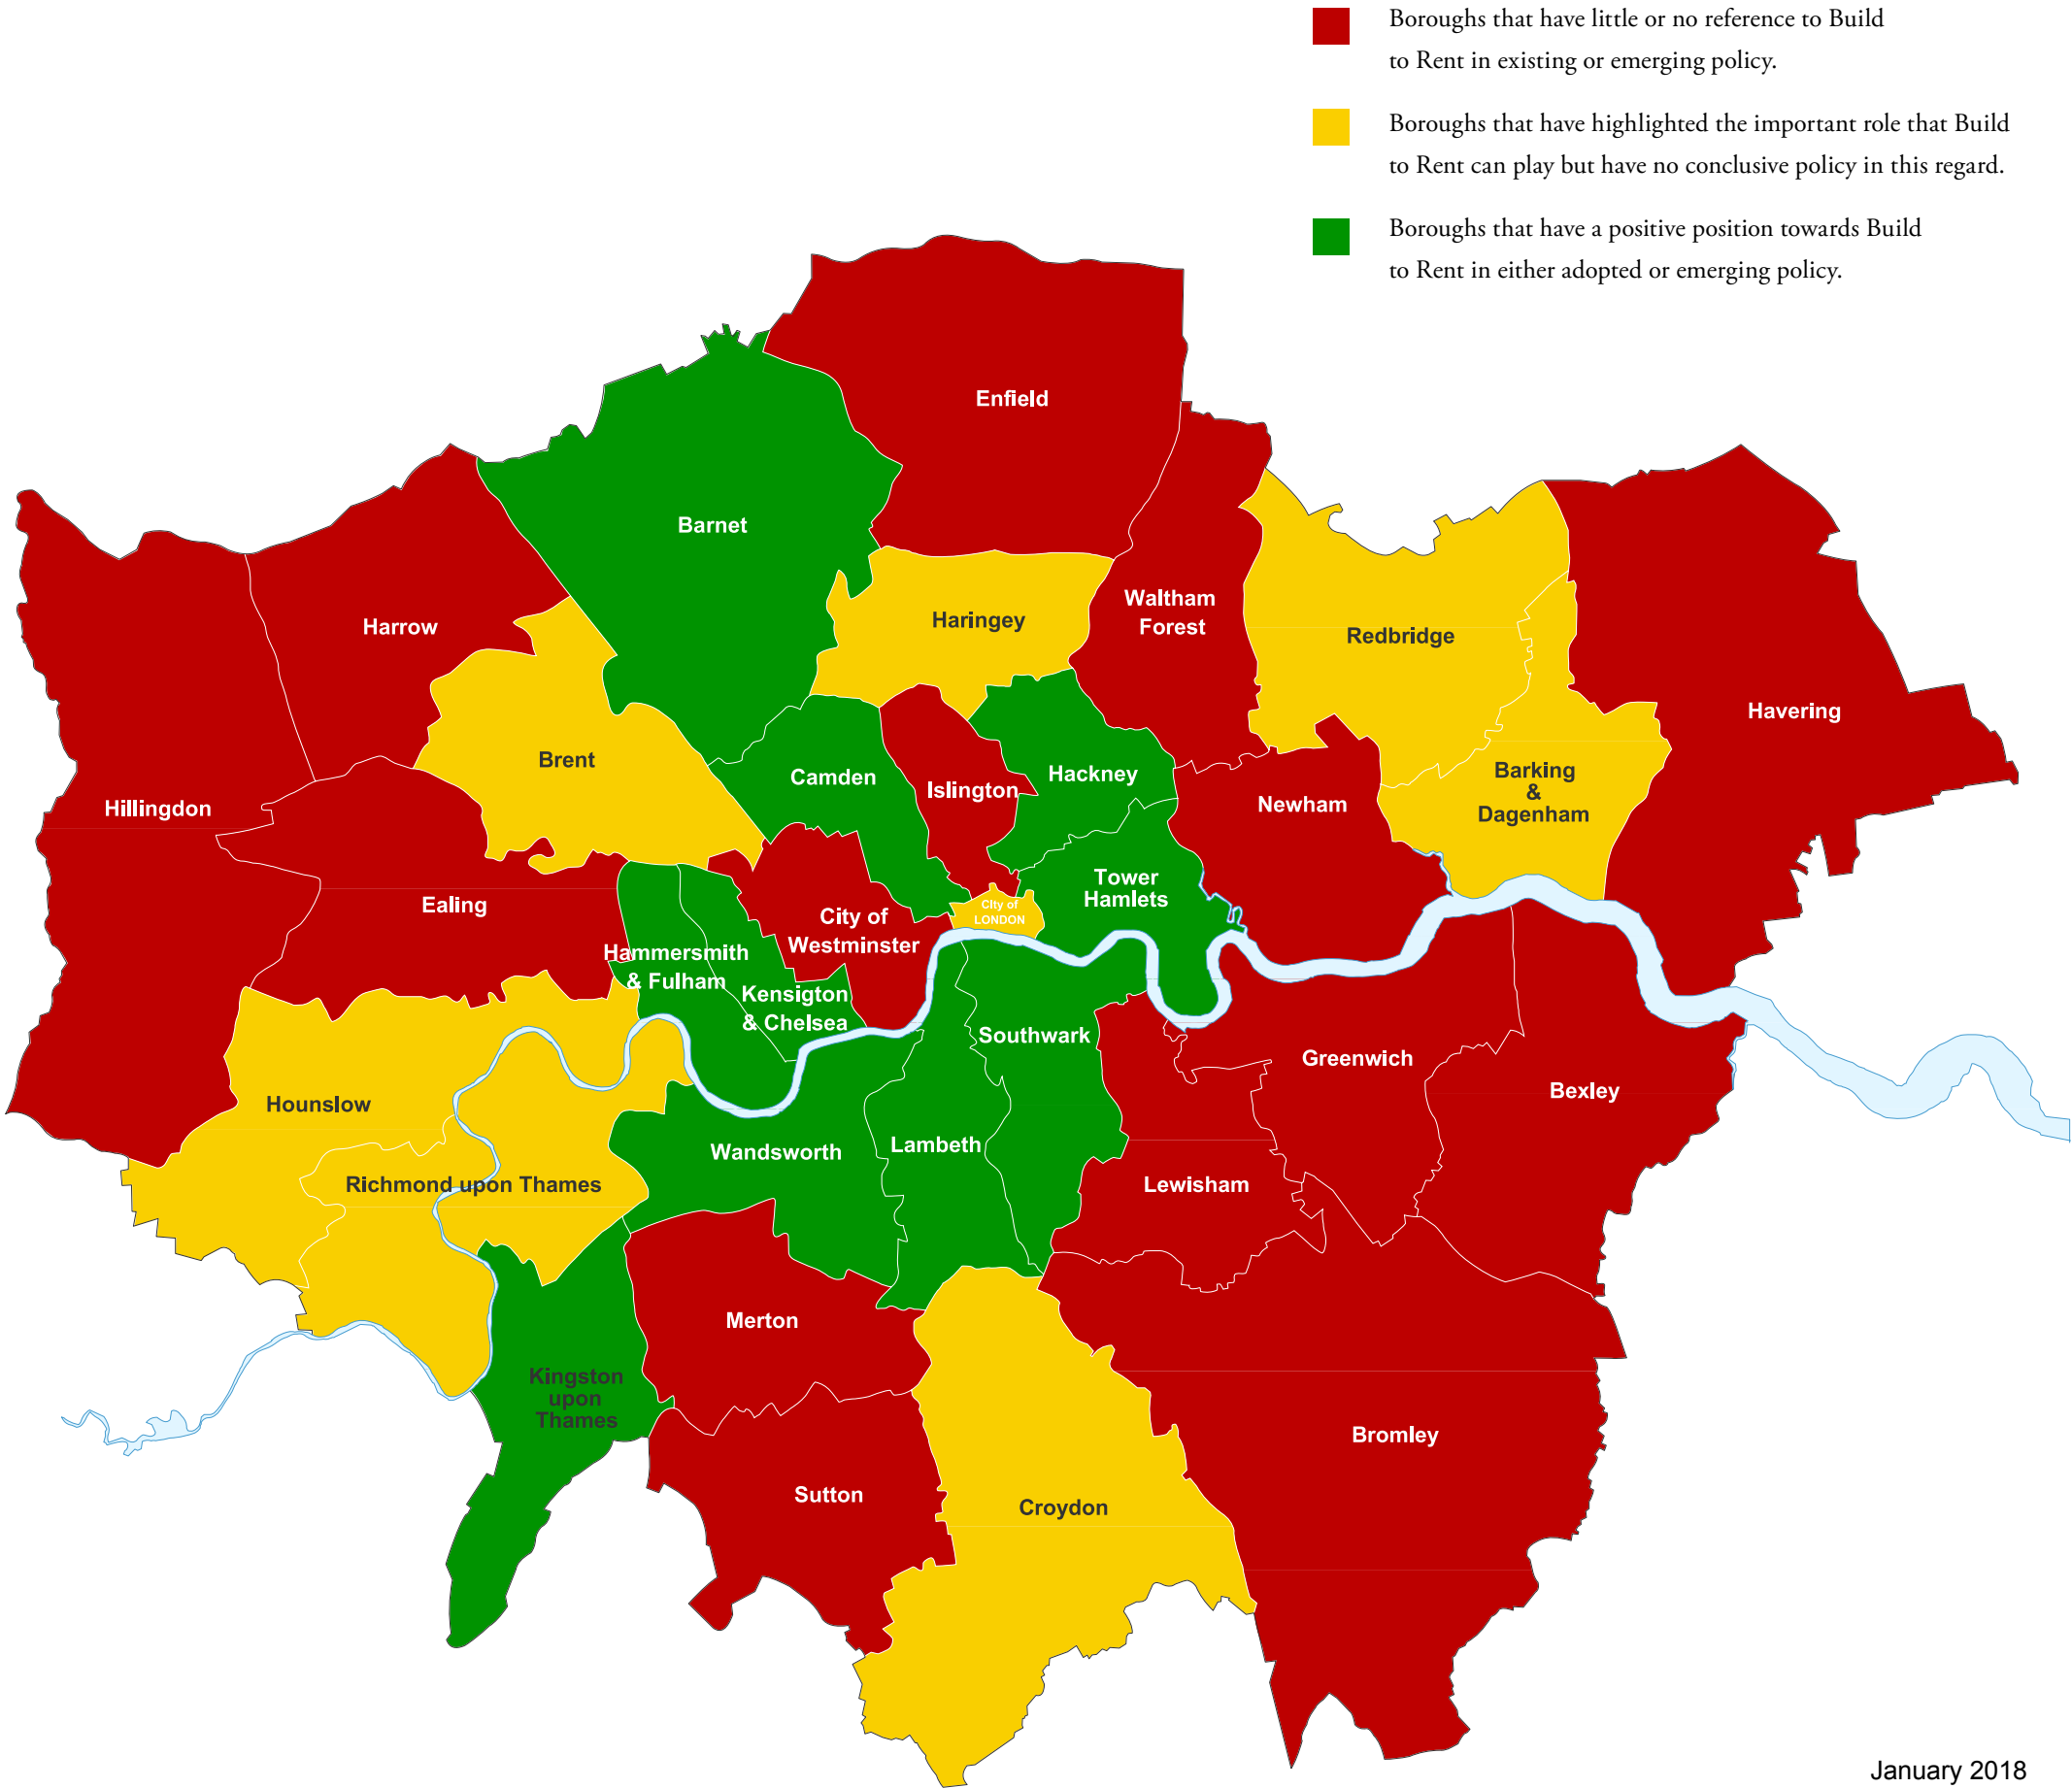 Boroughs that have little or no reference to Build
to Rent in existing or emerging policy.
Boroughs that have highlighted the important role that Build
to Rent can play but have no conclusive policy in this regard.
Boroughs that have a positive position towards Build
to Rent in either adopted or emerging policy.
Enfield
Barnet
Harrow
Haringey
Waltham
Forest
Redbridge
Havering
Hillingdon
Brent
Camden
Islington
Hackney
Newham
Barking
&
Dagenham
Ealing
Hammersmith
& Fulham
Kensigton
& Chelsea
City of
Westminster
City of
LONDON
Tower
Hamlets
Southwark
Greenwich
Bexley
Hounslow
Richmond upon Thames
Wandsworth
Lambeth
Lewisham
Merton
Kingston
upon
Thames
Sutton
Croydon
Bromley
January 2018